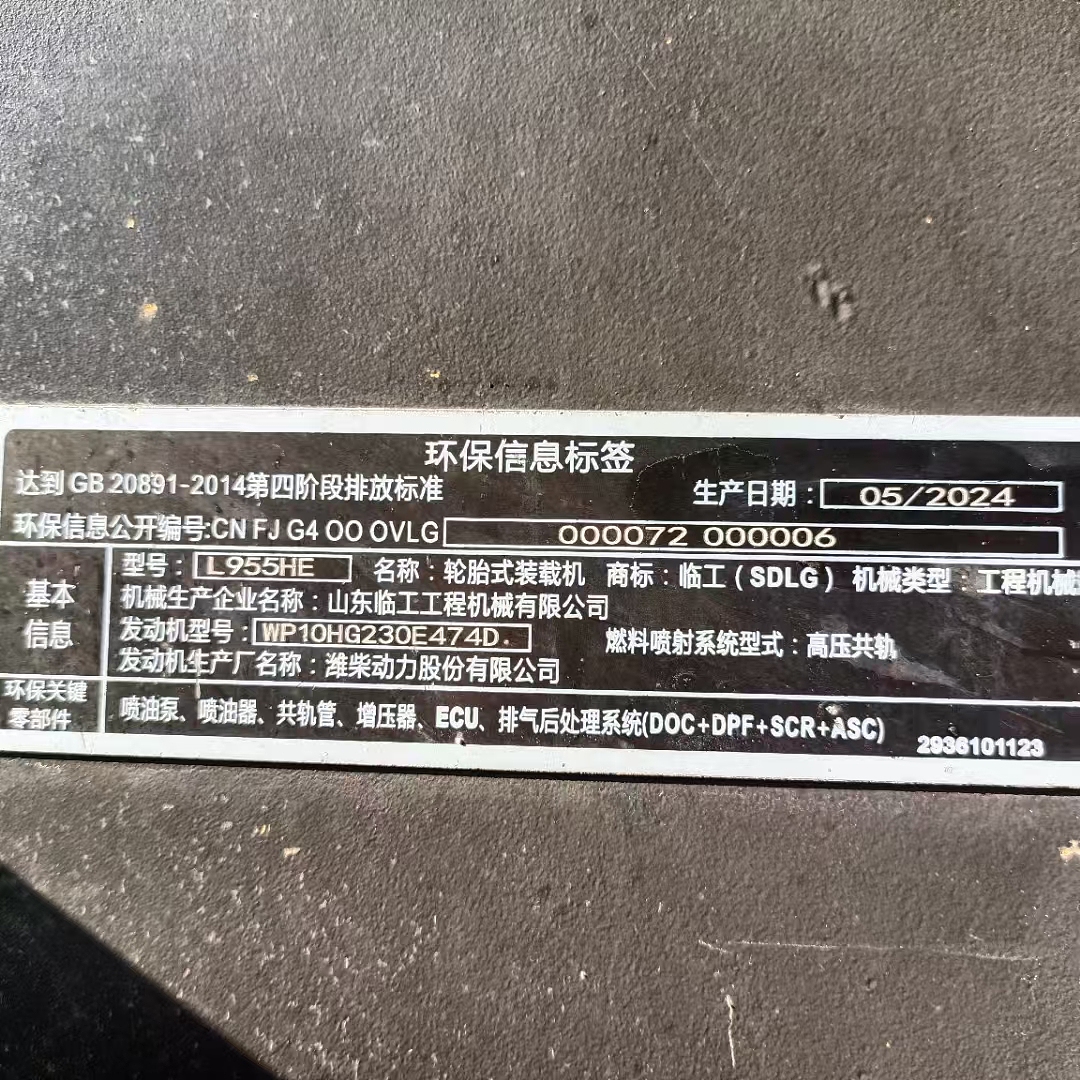 环保信息标签
达到GB 20891-2014第四阶段排放标准
生产日期：05/2024
环保信息公开编号:CN FJ G4 00 0VLG 000072 000006
基本信息
型号：L955HE 名称：轮胎式装载机 商标：临工（SDLG）机械类型：工程机械
机械生产企业名称：山东临工工程机械有限公司
发动机型号：WP10HG230E474D. 燃料喷射系统型式：高压共轨
发动机生产厂名称：潍柴动力股份有限公司
环保关键零部件
喷油泵、喷油器、共轨管、增压器、ECU、排气后处理系统(DOC+DPF+SCR+ASC)
2936101123